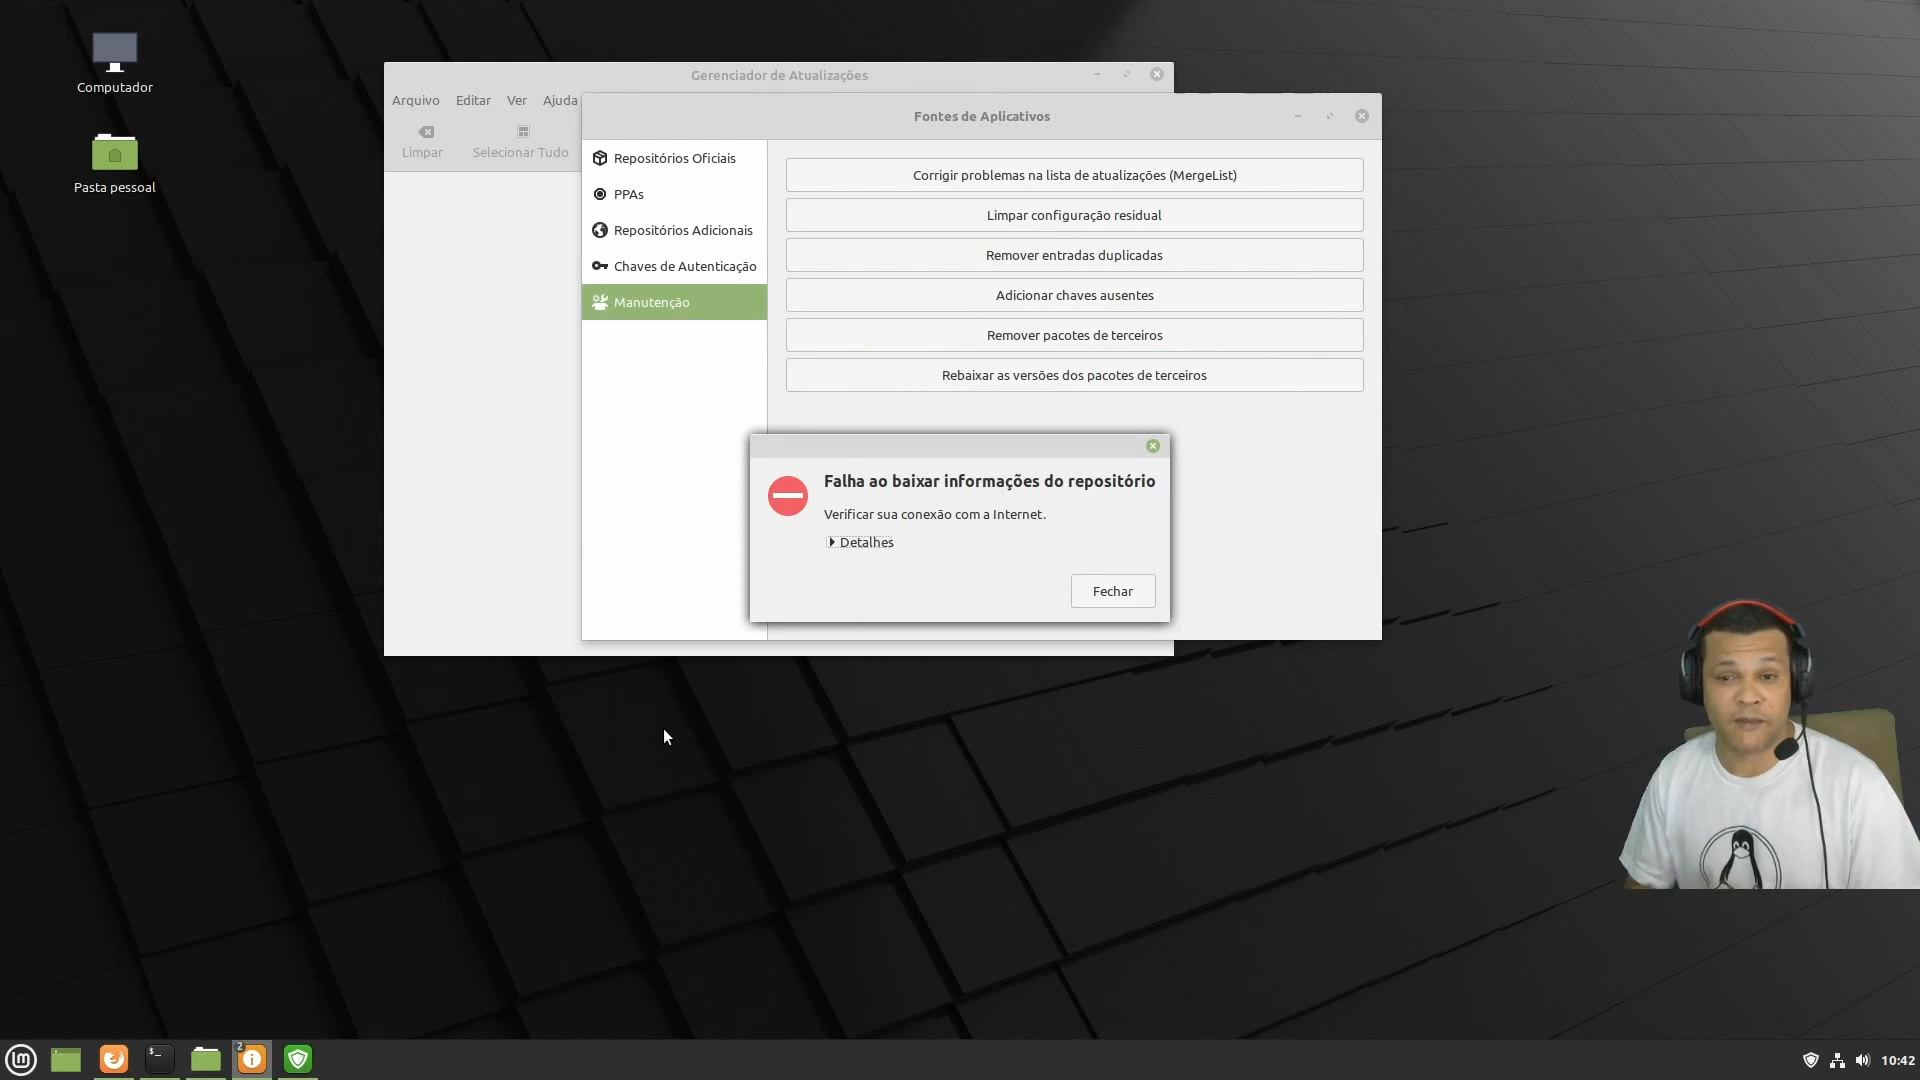 Computador
Pasta pessoal
Gerenciador de Atualizações
Arquivo Editar Ver Ajuda
Limpar Selecionar Tudo
Fontes de Aplicativos
Repositórios Oficiais
PPAs
Repositórios Adicionais
Chaves de Autenticação
Manutenção
Corrigir problemas na lista de atualizações (MergeList)
Limpar configuração residual
Remover entradas duplicadas
Adicionar chaves ausentes
Remover pacotes de terceiros
Rebaixar as versões dos pacotes de terceiros
Falha ao baixar informações do repositório
Verificar sua conexão com a Internet.
Detalhes
Fechar
2
10:42